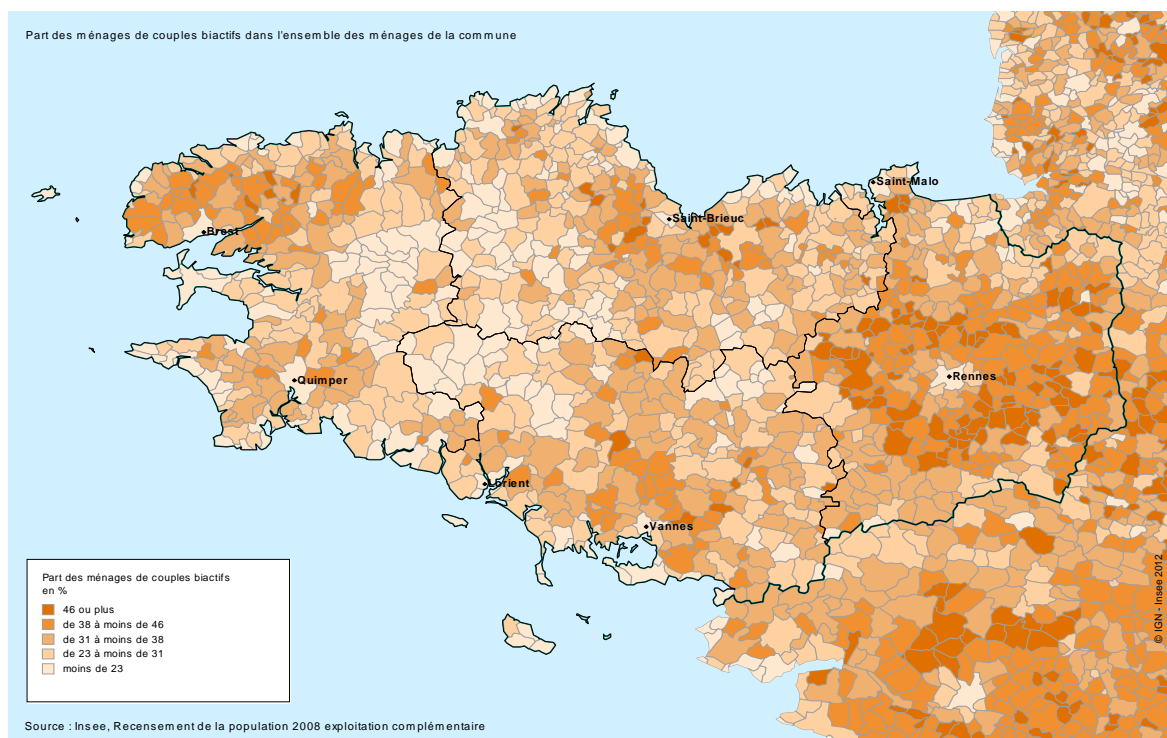 Part des ménages de couples biactifs dans l'ensemble des ménages de la commune
Saint-Malo
Saint-Brieuc
Brest
Rennes
Quimper
Lorient
Vannes
Part des ménages de couples biactifs
en %
46 ou plus
de 38 à moins de 46
de 31 à moins de 38
de 23 à moins de 31
moins de 23
© IGN - Insee 2012
Source : Insee, Recensement de la population 2008 exploitation complémentaire